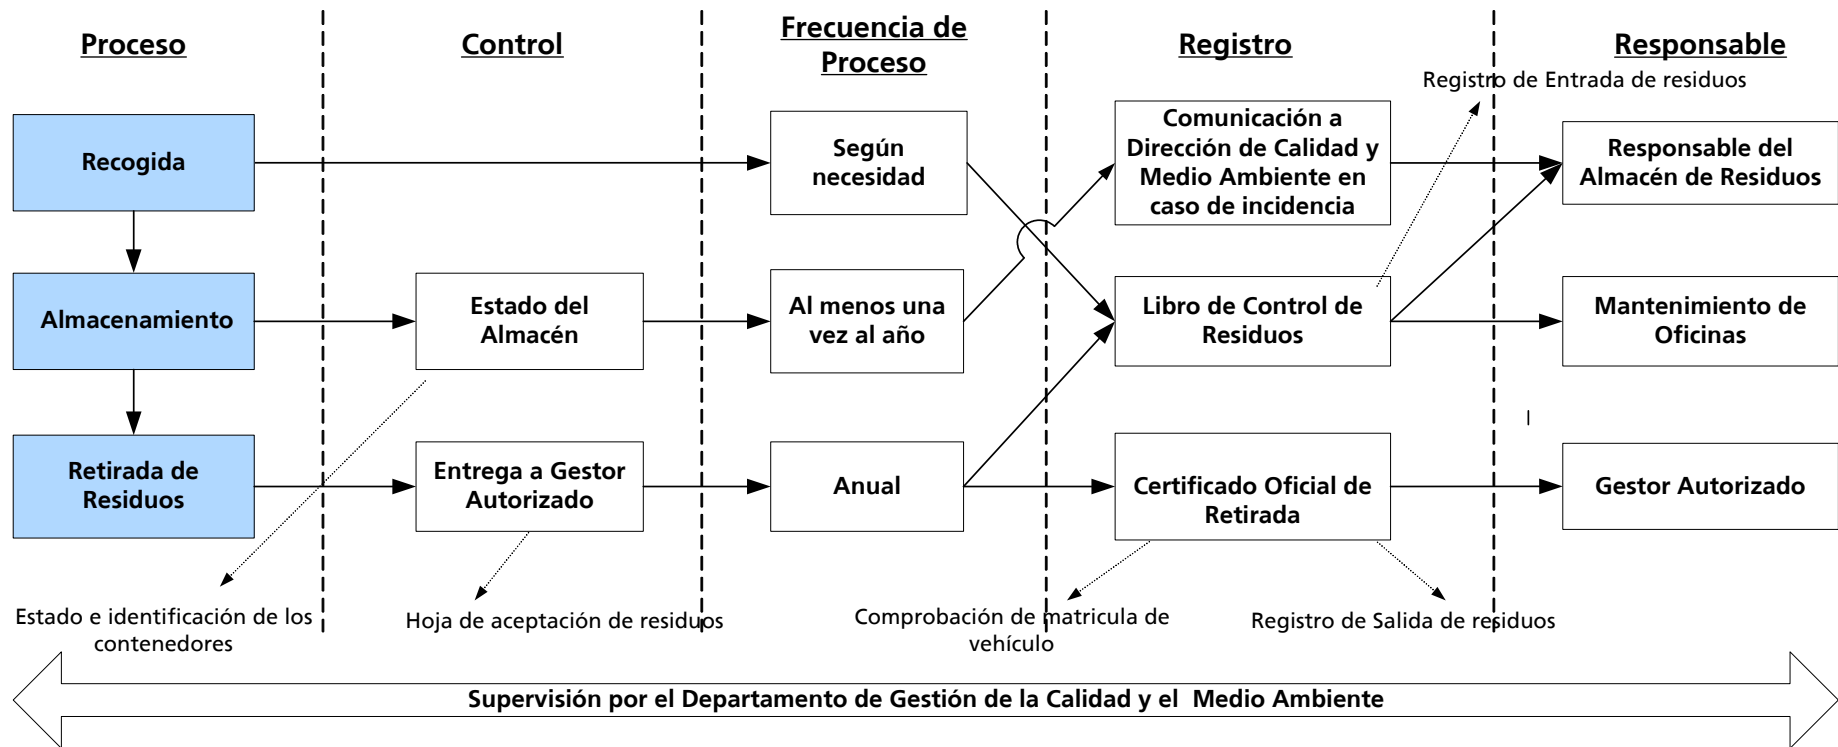 Proceso
Control
Frecuencia de
Proceso
Registro
Responsable
Registro de Entrada de residuos
Recogida
Según
necesidad
Comunicación a
Dirección de Calidad y
Medio Ambiente en
caso de incidencia
Responsable del
Almacén de Residuos
Almacenamiento
Estado del
Almacén
Al menos una
vez al año
Libro de Control de
Residuos
Mantenimiento de
Oficinas
Retirada de
Residuos
Entrega a Gestor
Autorizado
Anual
Certificado Oficial de
Retirada
Gestor Autorizado
Estado e identificación de los
contenedores
Hoja de aceptación de residuos
Comprobación de matricula de
vehículo
Registro de Salida de residuos
Supervisión por el Departamento de Gestión de la Calidad y el Medio Ambiente